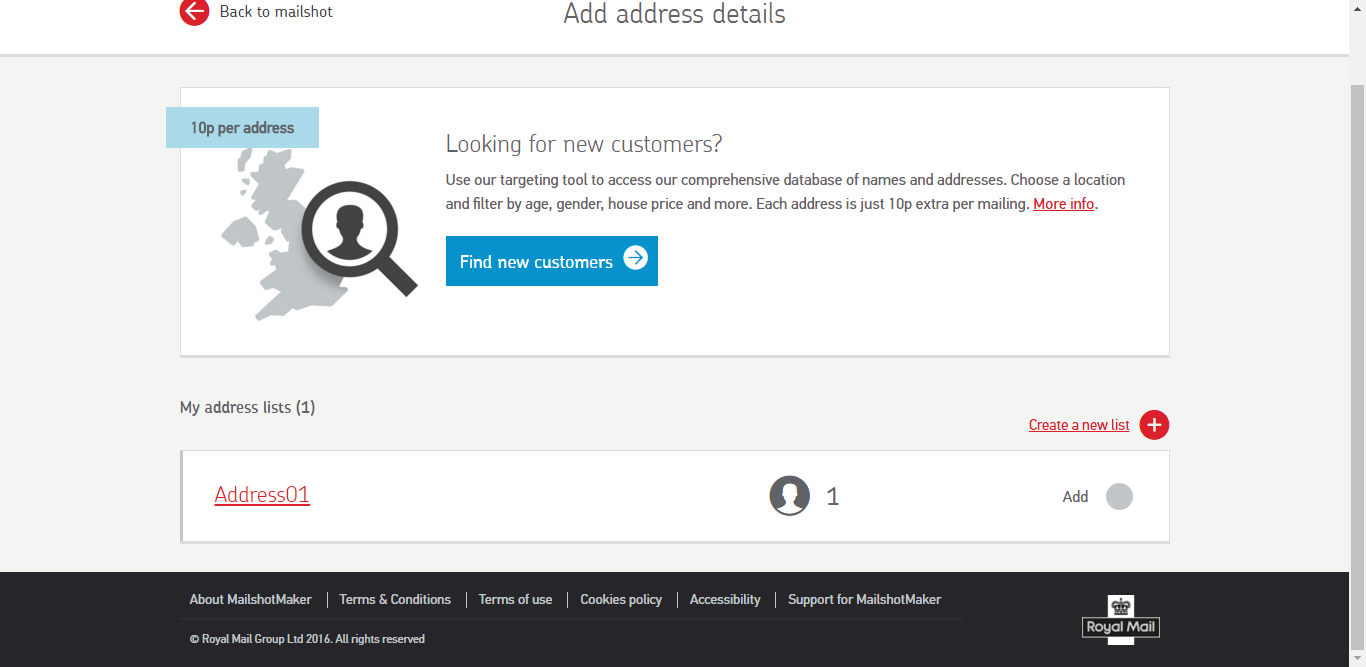 Back to mailshot
Add address details
10p per address
Looking for new customers?
Use our targeting tool to access our comprehensive database of names and addresses. Choose a location
and filter by age, gender, house price and more. Each address is just 10p extra per mailing. More info.
Find new customers
My address lists (1)
Create a new list
Address01
1
Add
About MailshotMaker
Terms & Conditions
Terms of use
Cookies policy
Accessibility
Support for MailshotMaker
© Royal Mail Group Ltd 2016. All rights reserved
Royal Mail